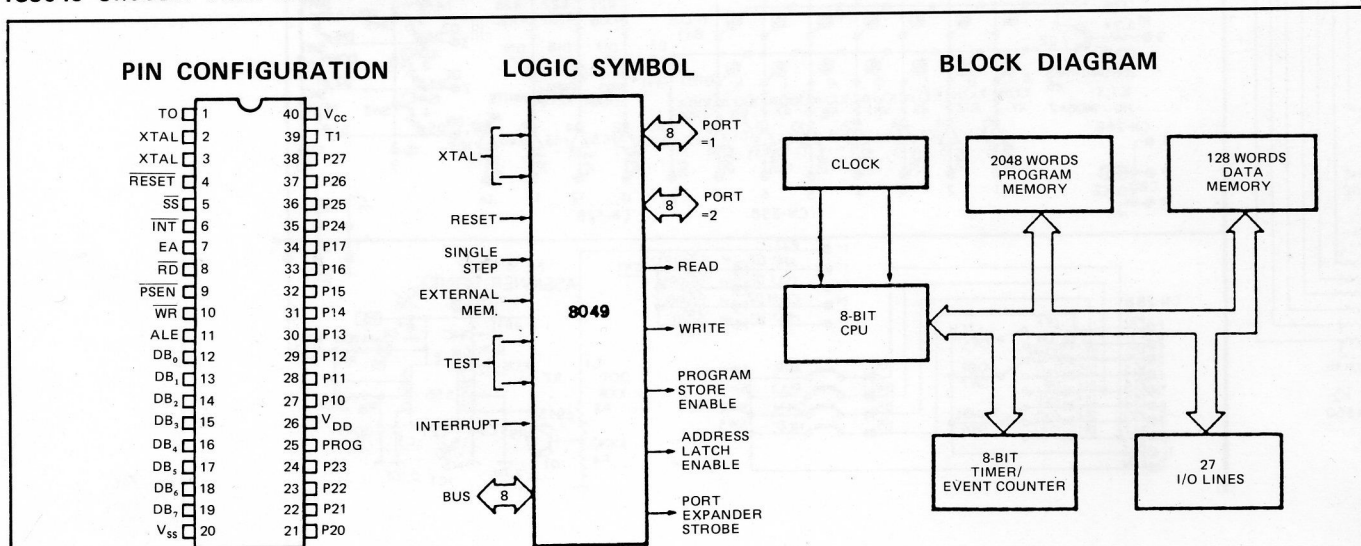 PIN CONFIGURATION
TO 1
XTAL 2
XTAL 3
RESET 4
SS 5
INT 6
EA 7
RD 8
PSEN 9
WR 10
ALE 11
DB0 12
DB1 13
DB2 14
DB3 15
DB4 16
DB5 17
DB6 18
DB7 19
VSS 20
40 VCC
39 T1
38 P27
37 P26
36 P25
35 P24
34 P17
33 P16
32 P15
31 P14
30 P13
29 P12
28 P11
27 P10
26 VDD
25 PROG
24 P23
23 P22
22 P21
21 P20
LOGIC SYMBOL
XTAL
RESET
SINGLE
STEP
EXTERNAL
MEM.
TEST
INTERRUPT
BUS 8
8049
8 PORT
=1
8 PORT
=2
READ
WRITE
PROGRAM
STORE
ENABLE
ADDRESS
LATCH
ENABLE
PORT
EXPANDER
STROBE
BLOCK DIAGRAM
CLOCK
2048 WORDS
PROGRAM
MEMORY
128 WORDS
DATA
MEMORY
8-BIT
CPU
8-BIT
TIMER/
EVENT COUNTER
27
I/O LINES